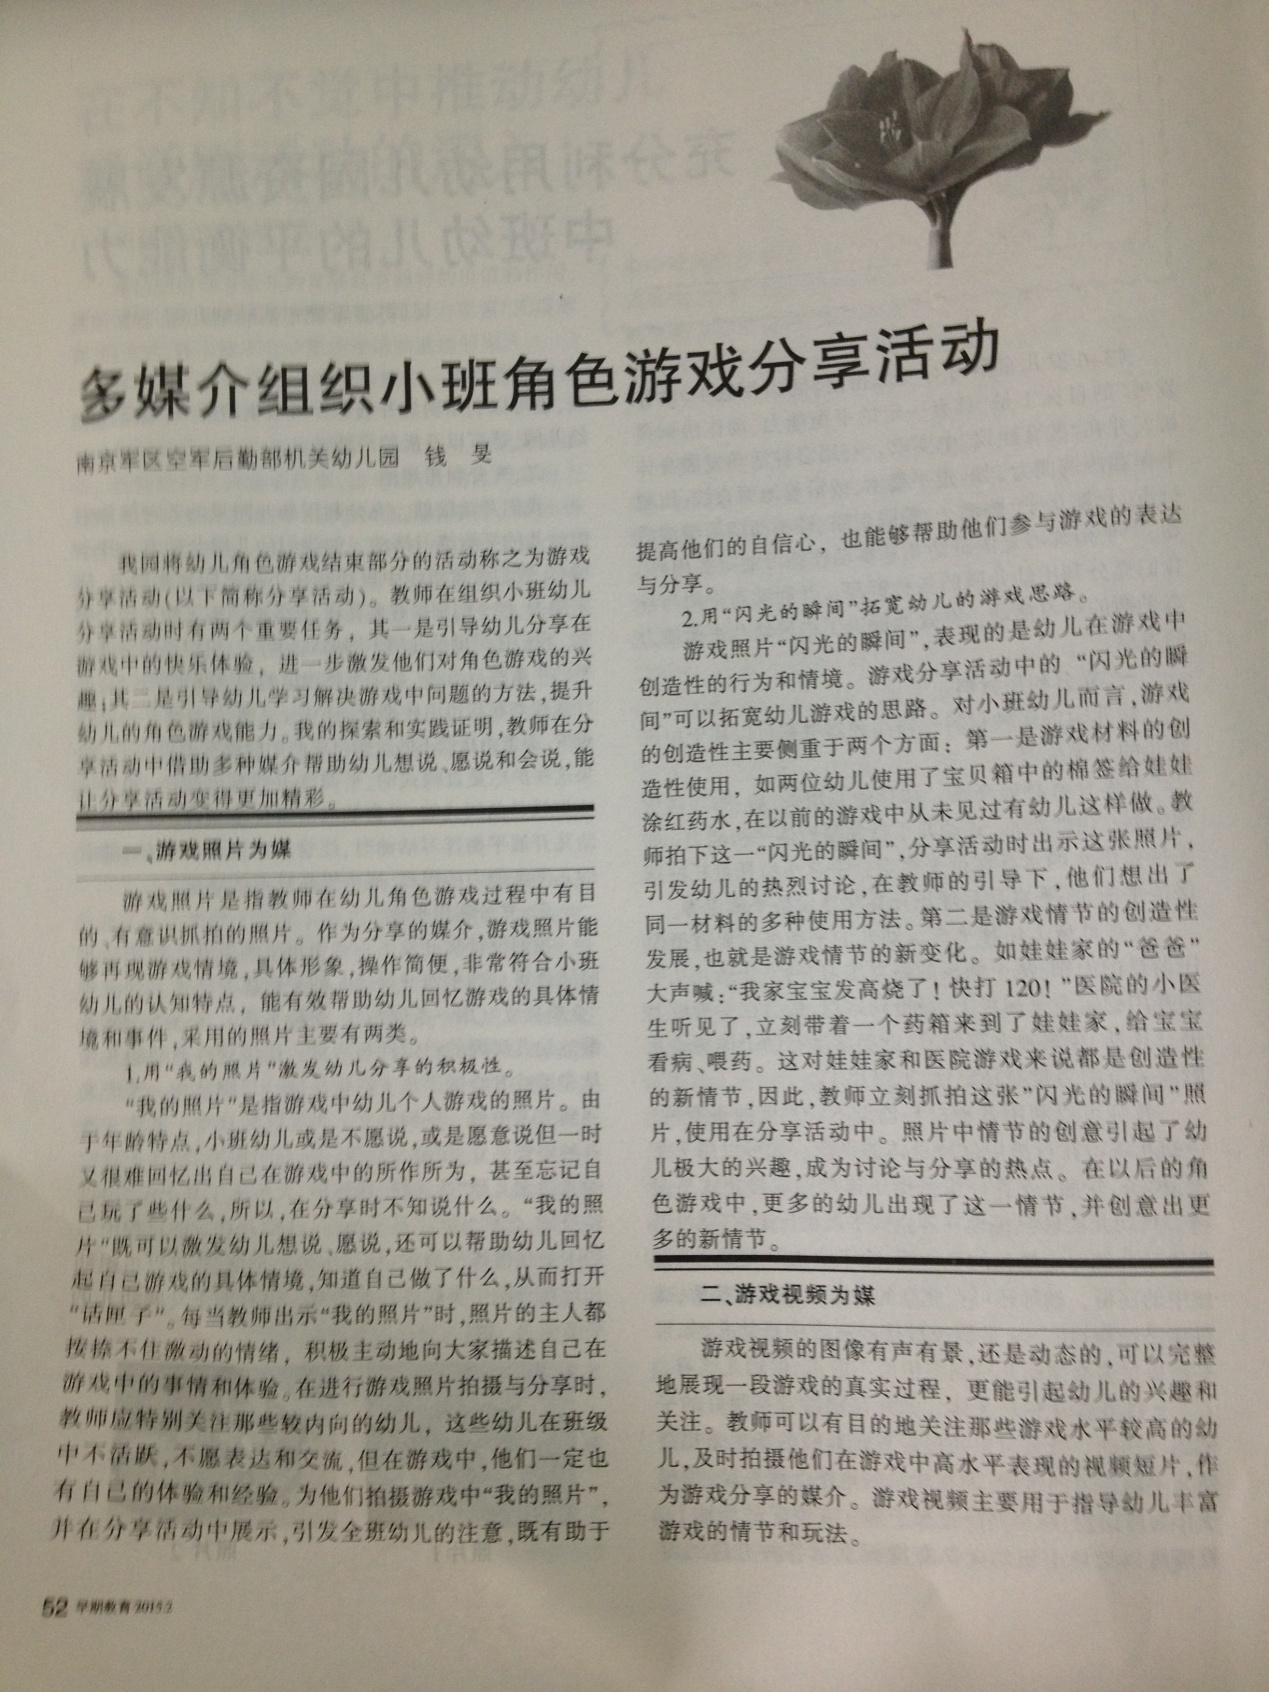 多媒介组织小班角色游戏分享活动
南京军区空军后勤部机关幼儿园　钱　旻
我园将幼儿角色游戏结束部分的活动称之为游戏
分享活动(以下简称分享活动)。教师在组织小班幼儿
分享活动时有两个重要任务，其一是引导幼儿分享在
游戏中的快乐体验，进一步激发他们对角色游戏的兴
趣;其二是引导幼儿学习解决游戏中问题的方法,提升
幼儿的角色游戏能力。我的探索和实践证明,教师在分
享活动中借助多种媒介帮助幼儿想说、愿说和会说,能
让分享活动变得更加精彩。
一、游戏照片为媒
游戏照片是指教师在幼儿角色游戏过程中有目
的、有意识抓拍的照片。作为分享的媒介,游戏照片能
够再现游戏情境,具体形象,操作简便,非常符合小班
幼儿的认知特点，能有效帮助幼儿回忆游戏的具体情
境和事件,采用的照片主要有两类。
1.用“我的照片”激发幼儿分享的积极性。
“我的照片”是指游戏中幼儿个人游戏的照片。由
于年龄特点,小班幼儿或是不愿说,或是愿意说但一时
又很难回忆出自己在游戏中的所作所为，甚至忘记自
己玩了些什么,所以,在分享时不知说什么。“我的照
片”既可以激发幼儿想说、愿说,还可以帮助幼儿回忆
起自己游戏的具体情境,知道自己做了什么,从而打开
“话匣子”。每当教师出示“我的照片”时,照片的主人都
按捺不住激动的情绪，积极主动地向大家描述自己在
游戏中的事情和体验。在进行游戏照片拍摄与分享时，
教师应特别关注那些较内向的幼儿，这些幼儿在班级
中不活跃,不愿表达和交流,但在游戏中,他们一定也
有自己的体验和经验。为他们拍摄游戏中“我的照片”，
并在分享活动中展示,引发全班幼儿的注意,既有助于
提高他们的自信心，也能够帮助他们参与游戏的表达
与分享。
2.用“闪光的瞬间”拓宽幼儿的游戏思路。
游戏照片“闪光的瞬间”,表现的是幼儿在游戏中
创造性的行为和情境。游戏分享活动中的“闪光的瞬
间”可以拓宽幼儿游戏的思路。对小班幼儿而言,游戏
的创造性主要侧重于两个方面：第一是游戏材料的创
造性使用，如两位幼儿使用了宝贝箱中的棉签给娃娃
涂红药水,在以前的游戏中从未见过有幼儿这样做。教
师拍下这一“闪光的瞬间”,分享活动时出示这张照片，
引发幼儿的热烈讨论,在教师的引导下,他们想出了
同一材料的多种使用方法。第二是游戏情节的创造性
发展,也就是游戏情节的新变化。如娃娃家的“爸爸”
大声喊:“我家宝宝发高烧了！快打120！”医院的小医
生听见了,立刻带着一个药箱来到了娃娃家,给宝宝
看病、喂药。这对娃娃家和医院游戏来说都是创造性
的新情节,因此,教师立刻抓拍这张”闪光的瞬间”照
片,使用在分享活动中。照片中情节的创意引起了幼
儿极大的兴趣,成为讨论与分享的热点。在以后的角
色游戏中,更多的幼儿出现了这一情节,并创意出更
多的新情节。
二、游戏视频为媒
游戏视频的图像有声有景,还是动态的,可以完整
地展现一段游戏的真实过程，更能引起幼儿的兴趣和
关注。教师可以有目的地关注那些游戏水平较高的幼
儿,及时拍摄他们在游戏中高水平表现的视频短片,作
为游戏分享的媒介。游戏视频主要用于指导幼儿丰富
游戏的情节和玩法。
52 早期教育 2015.2